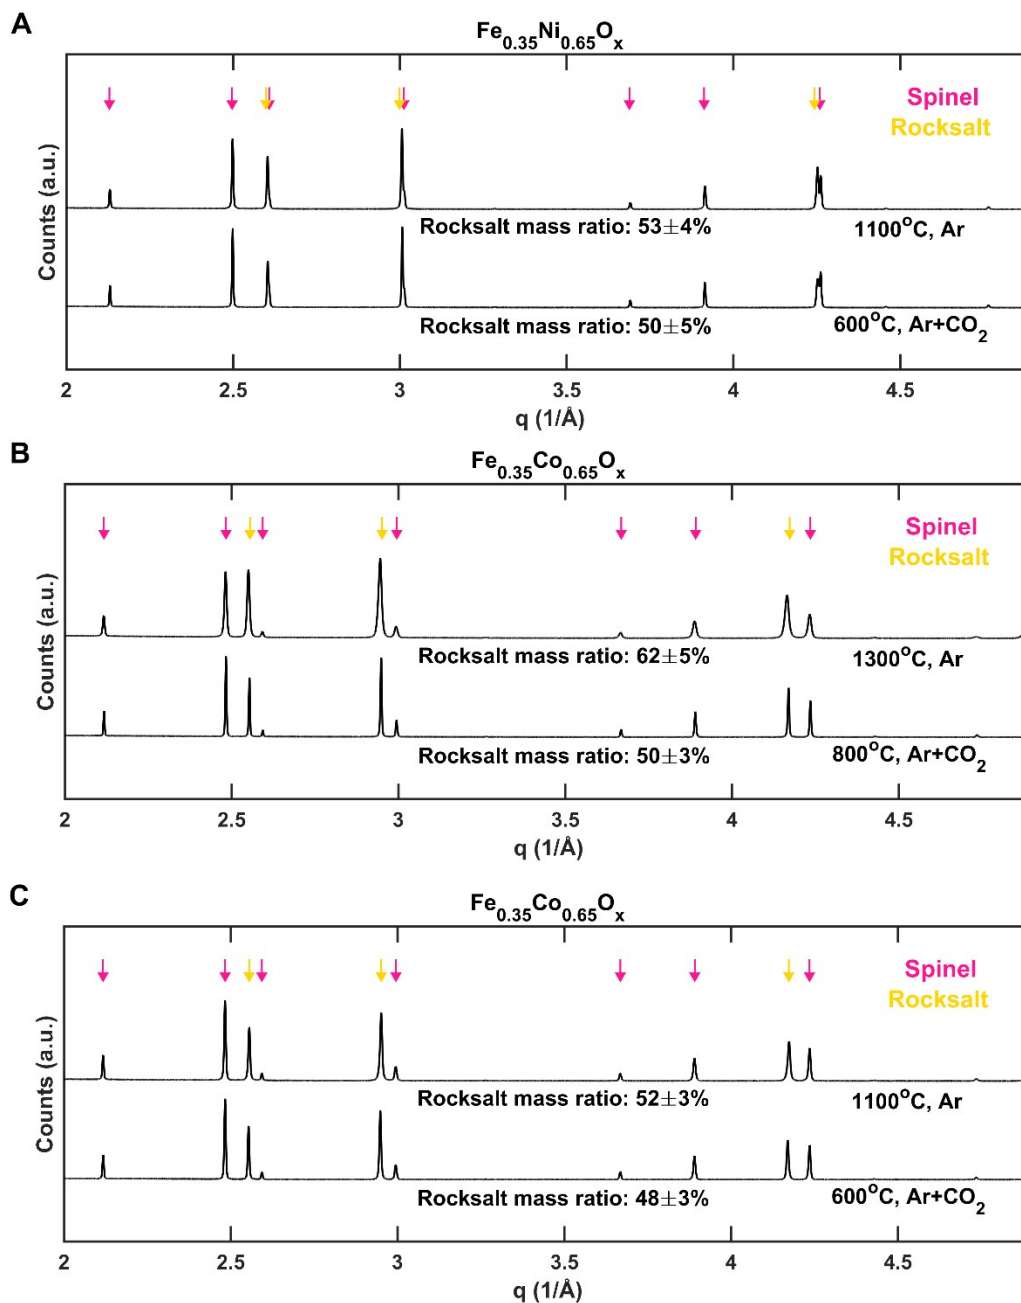 A
Fe0.35Ni0.65Ox
Spinel
Rocksalt
Counts (a.u.)
Rocksalt mass ratio: 53±4%
1100°C, Ar
Rocksalt mass ratio: 50±5%
600°C, Ar+CO2
2 2.5 3 3.5 4 4.5
q (1/Å)
B
Fe0.35Co0.65Ox
Spinel
Rocksalt
Counts (a.u.)
Rocksalt mass ratio: 62±5%
1300°C, Ar
Rocksalt mass ratio: 50±3%
800°C, Ar+CO2
2 2.5 3 3.5 4 4.5
q (1/Å)
C
Fe0.35Co0.65Ox
Spinel
Rocksalt
Counts (a.u.)
Rocksalt mass ratio: 52±3%
1100°C, Ar
Rocksalt mass ratio: 48±3%
600°C, Ar+CO2
2 2.5 3 3.5 4 4.5
q (1/Å)